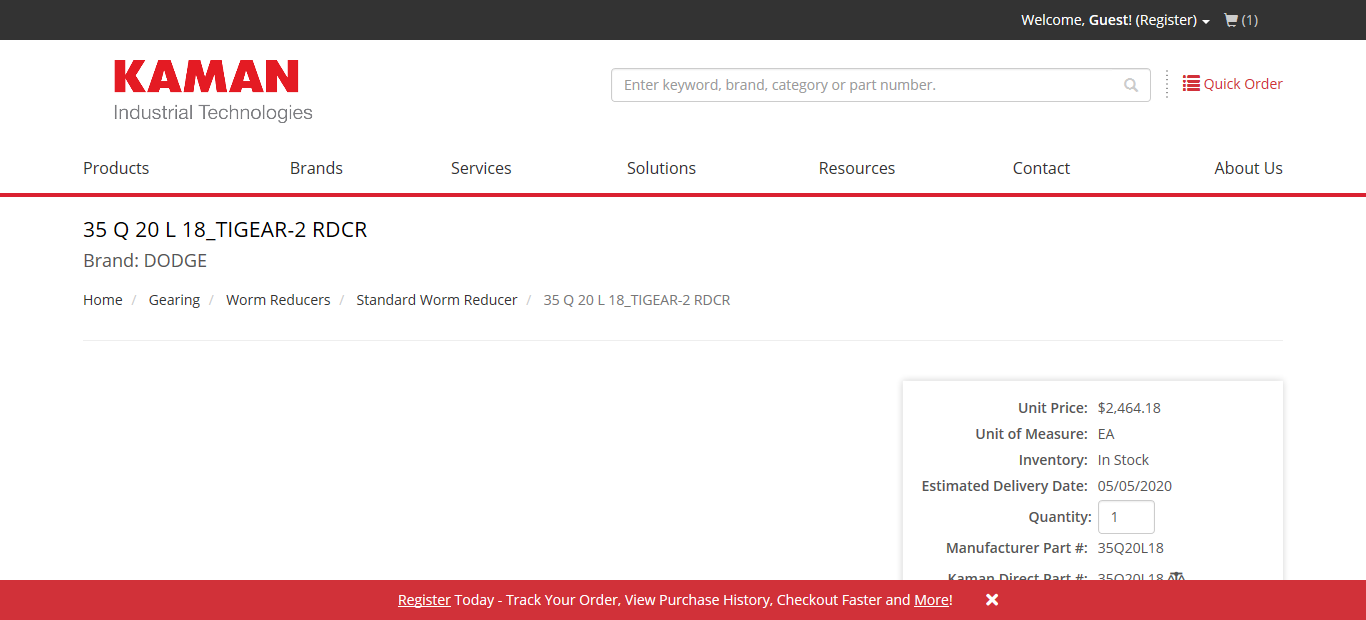 Welcome, Guest! (Register) (1)
KAMAN
Industrial Technologies
Enter keyword, brand, category or part number.
Quick Order
Products Brands Services Solutions Resources Contact About Us
35 Q 20 L 18_TIGEAR-2 RDCR
Brand: DODGE
Home / Gearing / Worm Reducers / Standard Worm Reducer / 35 Q 20 L 18_TIGEAR-2 RDCR
Unit Price: $2,464.18
Unit of Measure: EA
Inventory: In Stock
Estimated Delivery Date: 05/05/2020
Quantity: 1
Manufacturer Part #: 35Q20L18
Kaman Direct Part #: 35Q20L18
Register Today - Track Your Order, View Purchase History, Checkout Faster and More!